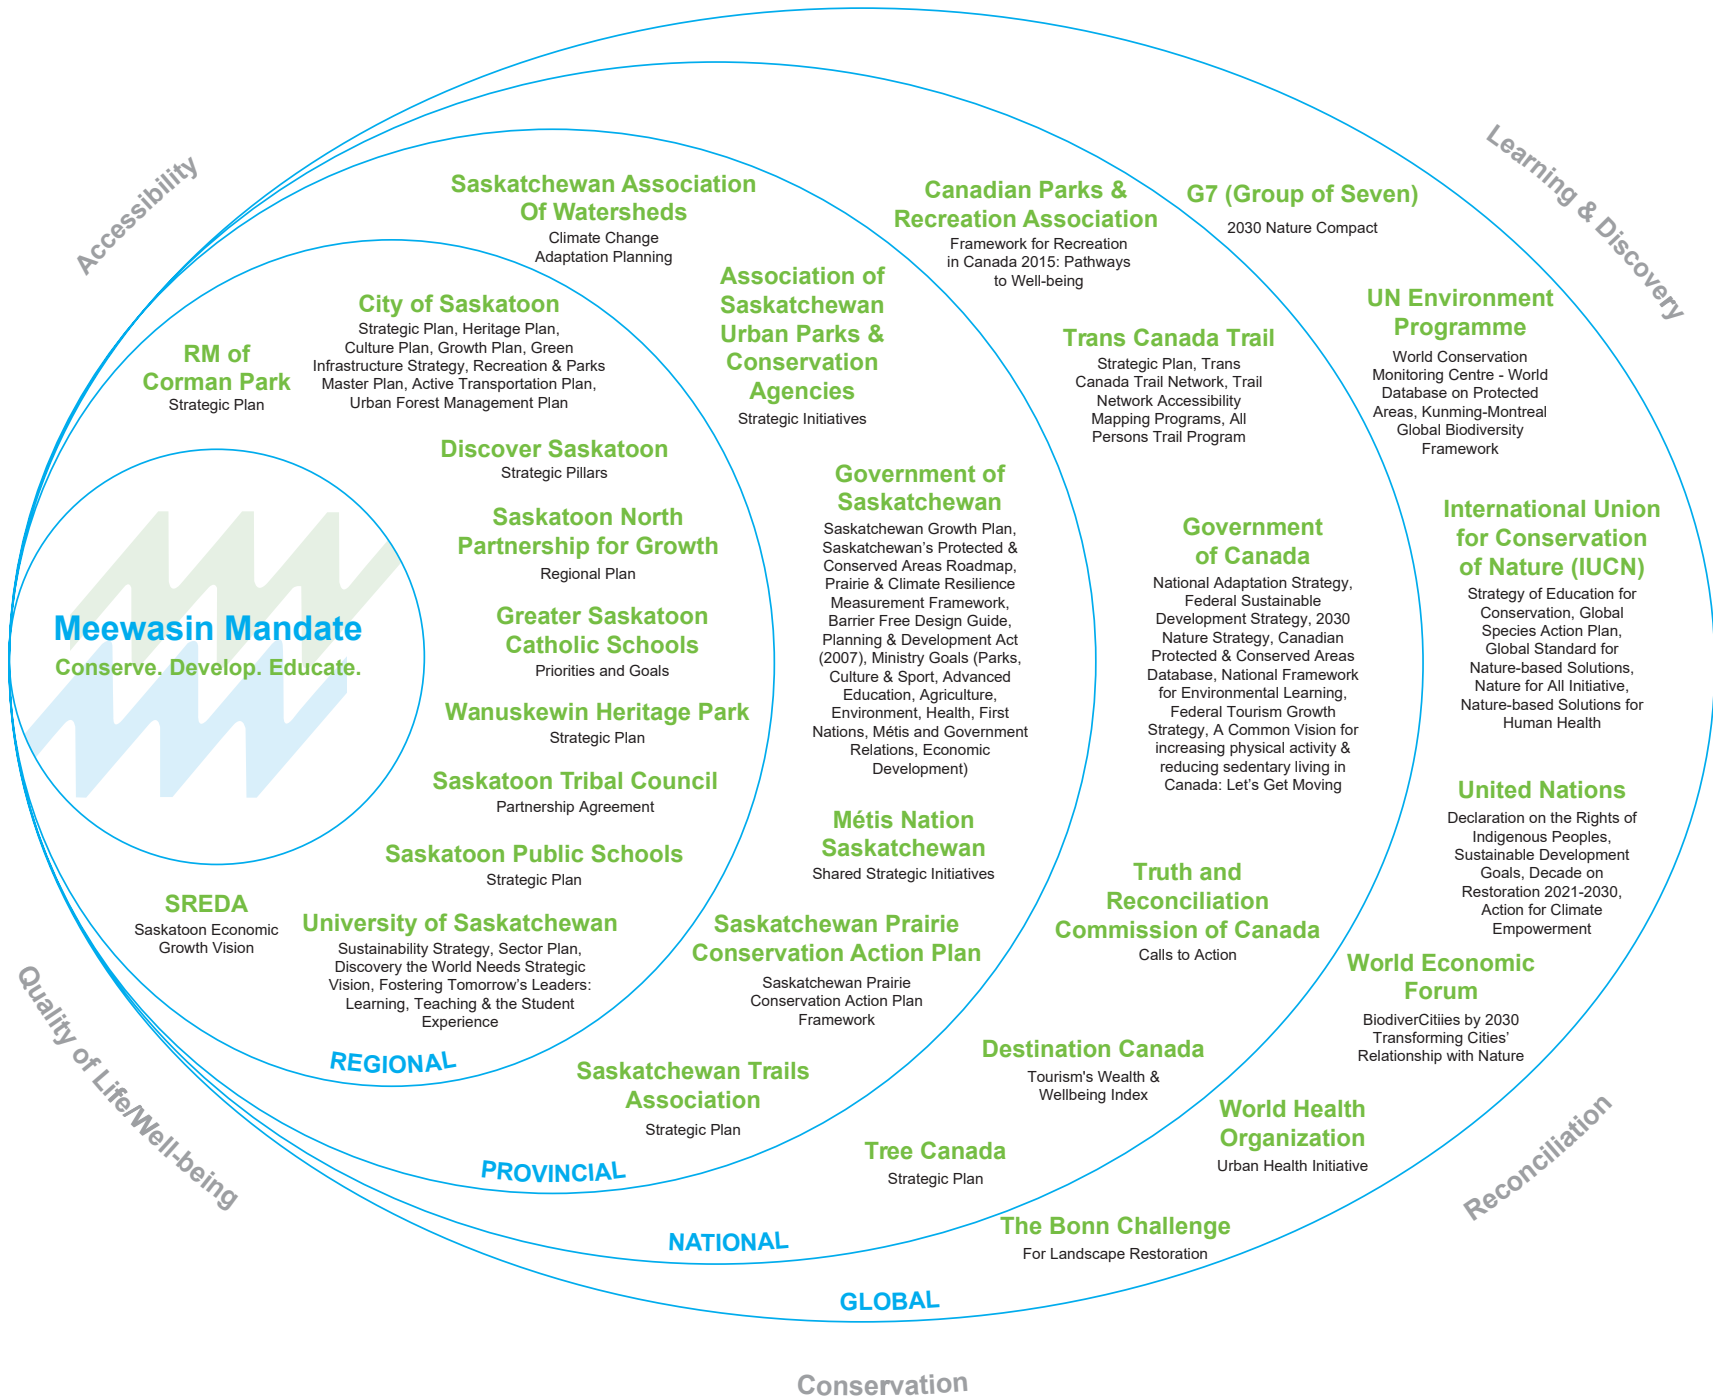 Accessibility
Learning & Discovery
Quality of Life/Well-being
Reconciliation
Conservation
Meewasin Mandate
Conserve. Develop. Educate.
RM of
Corman Park
Strategic Plan
City of Saskatoon
Strategic Plan, Heritage Plan,
Culture Plan, Growth Plan, Green
Infrastructure Strategy, Recreation & Parks
Master Plan, Active Transportation Plan,
Urban Forest Management Plan
Discover Saskatoon
Strategic Pillars
Saskatoon North
Partnership for Growth
Regional Plan
Greater Saskatoon
Catholic Schools
Priorities and Goals
Wanuskewin Heritage Park
Strategic Plan
Saskatoon Tribal Council
Partnership Agreement
Saskatoon Public Schools
Strategic Plan
SREDA
Saskatoon Economic
Growth Vision
University of Saskatchewan
Sustainability Strategy, Sector Plan,
Discovery the World Needs Strategic
Vision, Fostering Tomorrow's Leaders:
Learning, Teaching & the Student
Experience
REGIONAL
Saskatchewan Association
Of Watersheds
Climate Change
Adaptation Planning
Association of
Saskatchewan
Urban Parks &
Conservation
Agencies
Strategic Initiatives
Government of
Saskatchewan
Saskatchewan Growth Plan,
Saskatchewan's Protected &
Conserved Areas Roadmap,
Prairie & Climate Resilience
Measurement Framework,
Barrier Free Design Guide,
Planning & Development Act
(2007), Ministry Goals (Parks,
Culture & Sport, Advanced
Education, Agriculture,
Environment, Health, First
Nations, Métis and Government
Relations, Economic
Development)
Métis Nation
Saskatchewan
Shared Strategic Initiatives
Saskatchewan Prairie
Conservation Action Plan
Saskatchewan Prairie
Conservation Action Plan
Framework
Saskatchewan Trails
Association
Strategic Plan
PROVINCIAL
Canadian Parks &
Recreation Association
Framework for Recreation
in Canada 2015: Pathways
to Well-being
Trans Canada Trail
Strategic Plan, Trans
Canada Trail Network, Trail
Network Accessibility
Mapping Programs, All
Persons Trail Program
Government
of Canada
National Adaptation Strategy,
Federal Sustainable
Development Strategy, 2030
Nature Strategy, Canadian
Protected & Conserved Areas
Database, National Framework
for Environmental Learning,
Federal Tourism Growth
Strategy, A Common Vision for
increasing physical activity &
reducing sedentary living in
Canada: Let's Get Moving
Truth and
Reconciliation
Commission of Canada
Calls to Action
Destination Canada
Tourism's Wealth &
Wellbeing Index
Tree Canada
Strategic Plan
NATIONAL
G7 (Group of Seven)
2030 Nature Compact
UN Environment
Programme
World Conservation
Monitoring Centre - World
Database on Protected
Areas, Kunming-Montreal
Global Biodiversity
Framework
International Union
for Conservation
of Nature (IUCN)
Strategy of Education for
Conservation, Global
Species Action Plan,
Global Standard for
Nature-based Solutions,
Nature for All Initiative,
Nature-based Solutions for
Human Health
United Nations
Declaration on the Rights of
Indigenous Peoples,
Sustainable Development
Goals, Decade on
Restoration 2021-2030,
Action for Climate
Empowerment
World Economic
Forum
BiodiverCitiies by 2030
Transforming Cities'
Relationship with Nature
World Health
Organization
Urban Health Initiative
The Bonn Challenge
For Landscape Restoration
GLOBAL